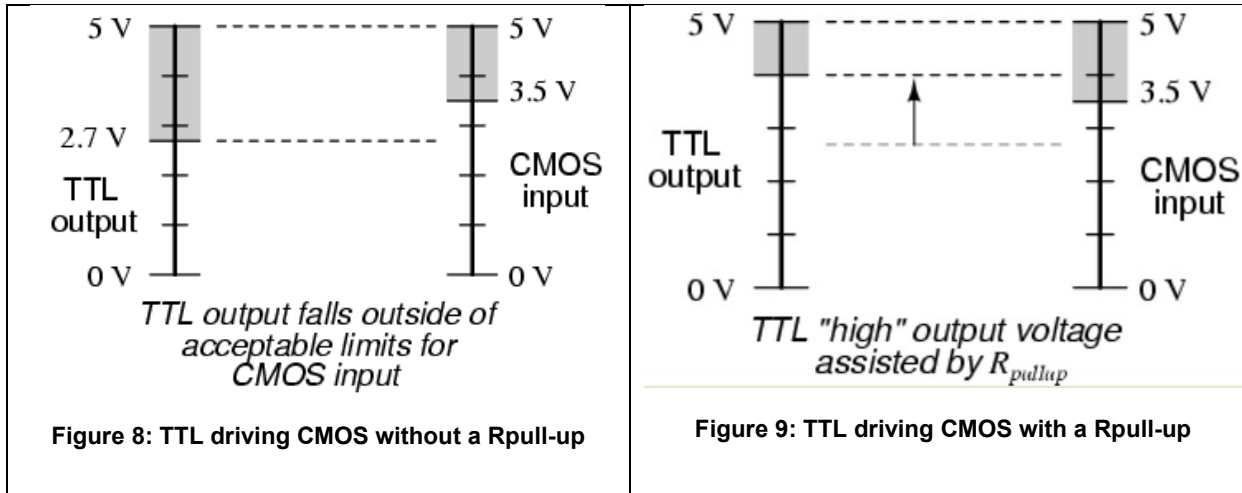 5 V
5 V
3.5 V
2.7 V
TTL
output
CMOS
input
0 V
0 V
TTL output falls outside of
acceptable limits for
CMOS input
Figure 8: TTL driving CMOS without a Rpull-up
5 V
5 V
3.5 V
TTL
output
CMOS
input
0 V
0 V
TTL "high" output voltage
assisted by Rpullup
Figure 9: TTL driving CMOS with a Rpull-up